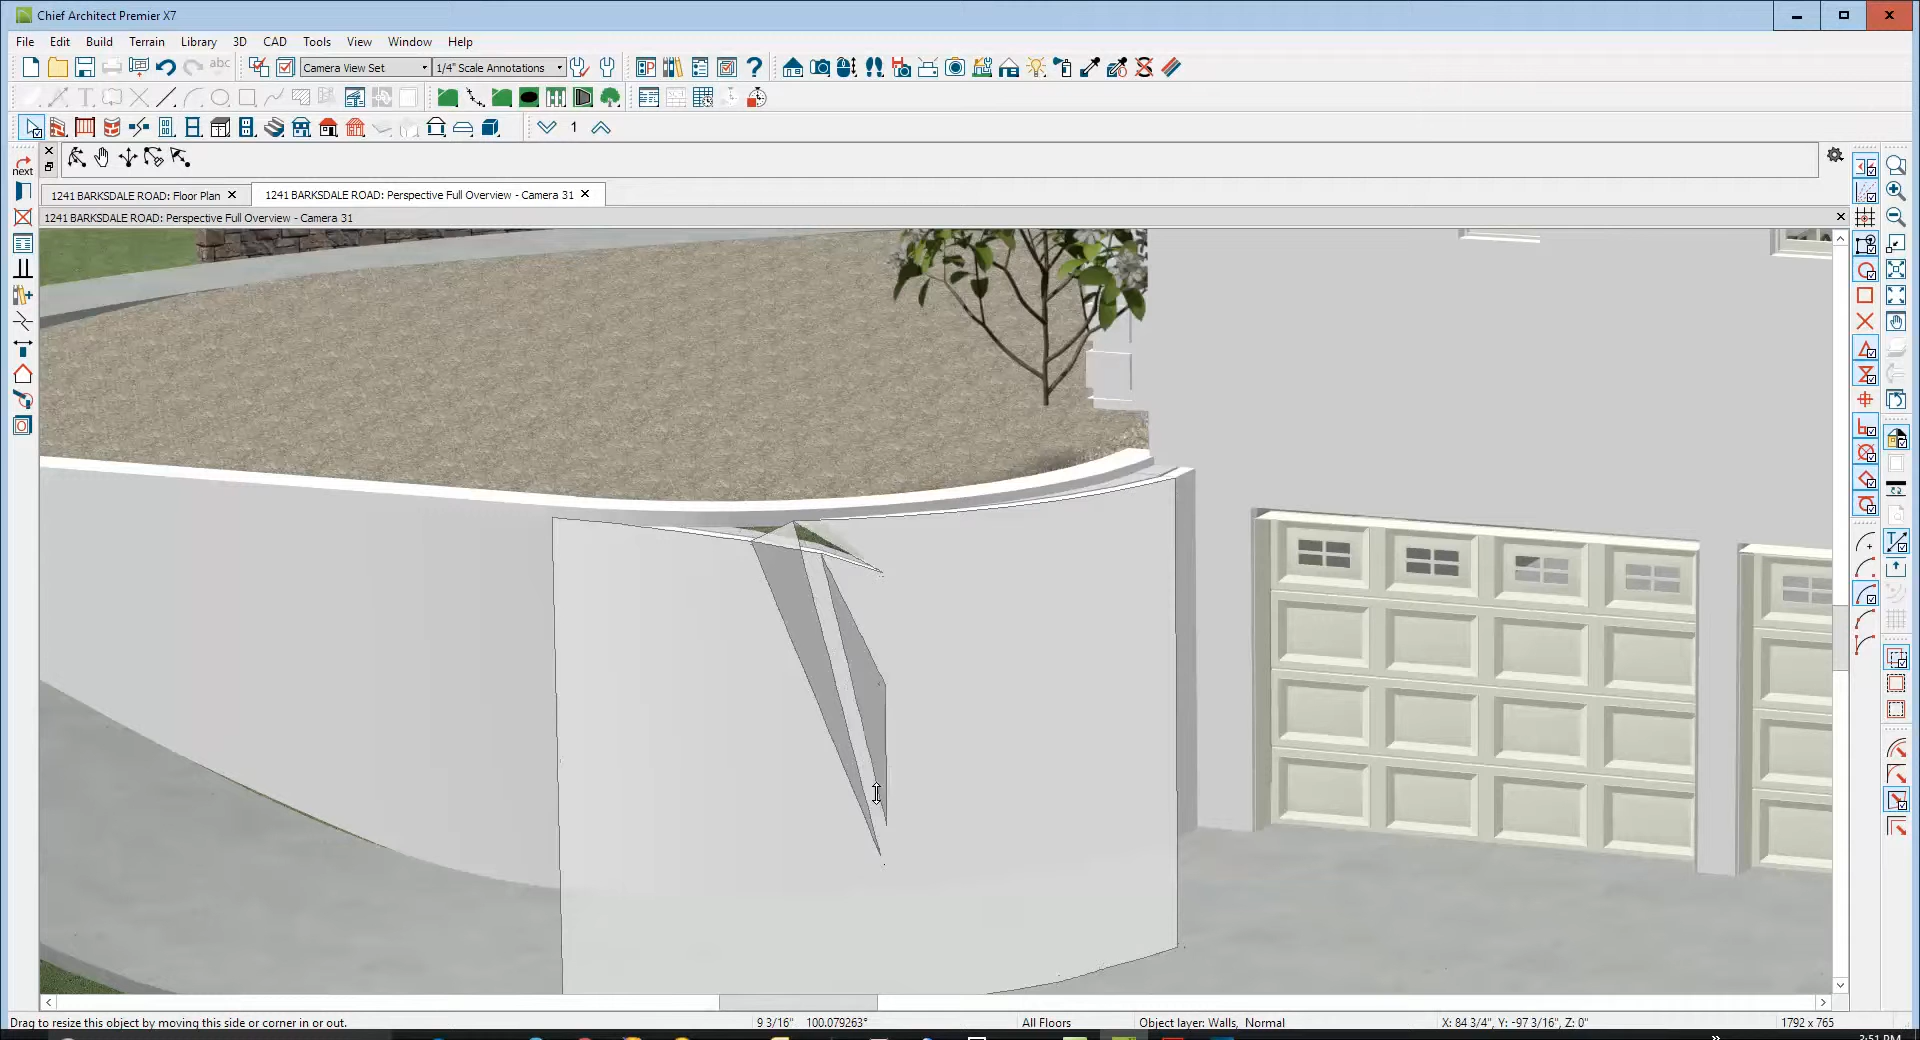 Chief Architect Premier X7
File Edit Build Terrain Library 3D CAD Tools View Window Help
abc Camera View Set 1/4" Scale Annotations
1
next
1241 BARKSDALE ROAD: Floor Plan 1241 BARKSDALE ROAD: Perspective Full Overview - Camera 31
1241 BARKSDALE ROAD: Perspective Full Overview - Camera 31
Drag to resize this object by moving this side or corner in or out. 9 3/16" 100.079263° All Floors Object layer: Walls, Normal X: 84 3/4", Y: -97 3/16", Z: 0" 1792 x 765